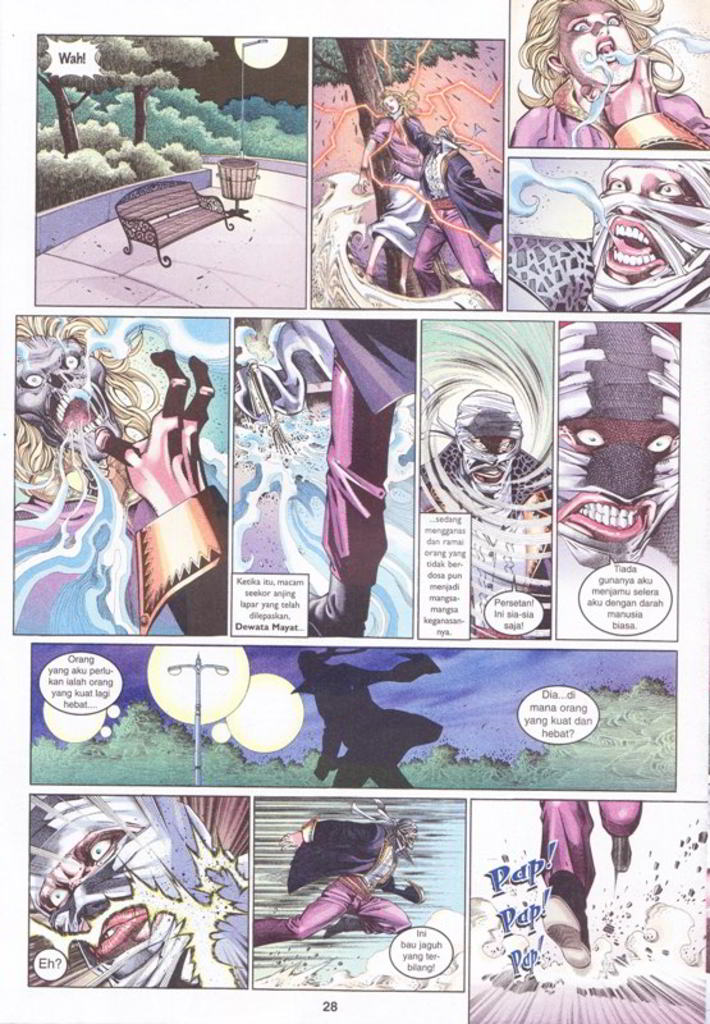 Wah!
Ketika itu, macam
seekor anjing
lapar yang telah
dilepaskan,
Dewata Mayat...
...sedang
mengganas
dan ramai
orang yang
tidak ber-
dosa pun
menjadi
mangsa-
mangsa
keganasan-
nya.
Persetan!
Ini sia-sia
saja!
Tiada
gunanya aku
menjamu selera
aku dengan darah
manusia
biasa.
Orang
yang aku perlu-
kan ialah orang
yang kuat lagi
hebat....
Dia...di
mana orang
yang kuat dan
hebat?
Eh?
Ini
bau jaguh
yang ter-
bilang!
Pap!
Pap!
Pap!
28